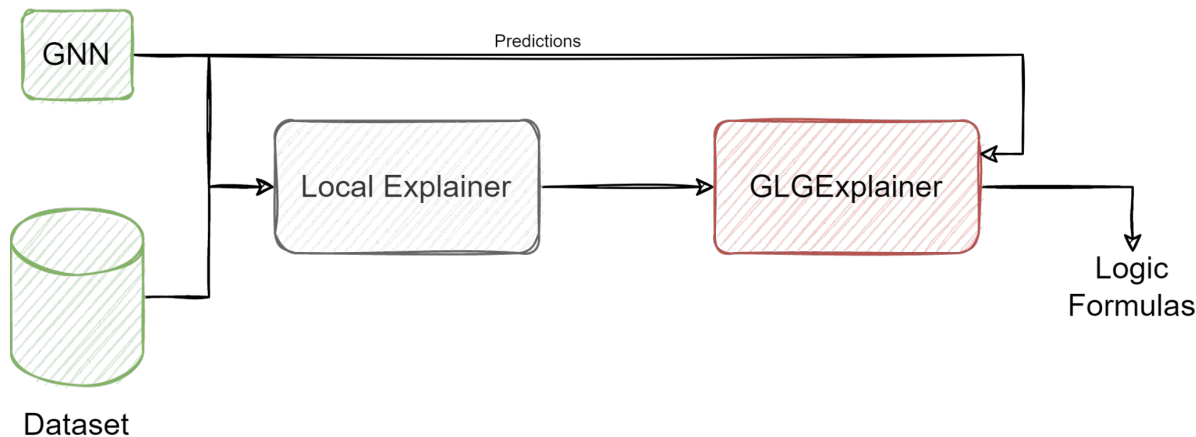 GNN
Predictions
Local Explainer
GLGExplainer
Logic
Formulas
Dataset